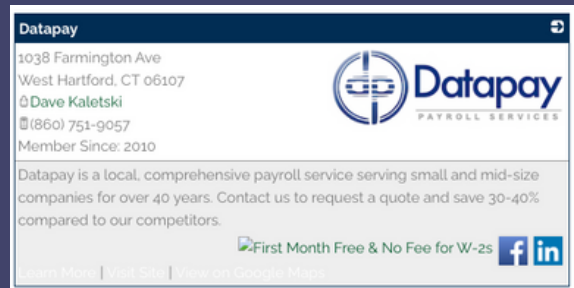 Datapay
1038 Farmington Ave
West Hartford, CT 06107
Dave Kaletski
(860) 751-9057
Member Since: 2010
Datapay
PAYROLL SERVICES
Datapay is a local, comprehensive payroll service serving small and mid-size
companies for over 40 years. Contact us to request a quote and save 30-40%
compared to our competitors.
First Month Free & No Fee for W-2s
Learn More | Visit Site | View on Google Maps